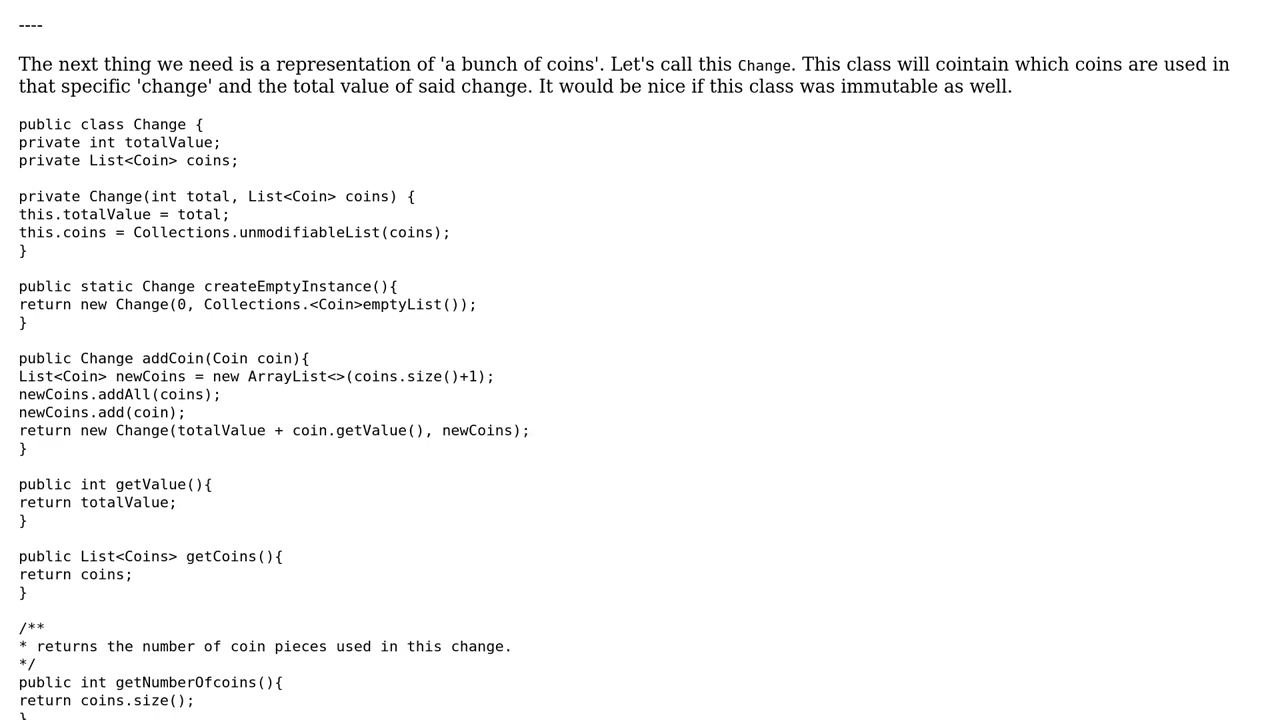 ----
The next thing we need is a representation of 'a bunch of coins'. Let's call this Change. This class will cointain which coins are used in
that specific 'change' and the total value of said change. It would be nice if this class was immutable as well.
public class Change {
private int totalValue;
private List<Coin> coins;
private Change(int total, List<Coin> coins) {
this.totalValue = total;
this.coins = Collections.unmodifiableList(coins);
}
public static Change createEmptyInstance(){
return new Change(0, Collections.<Coin>emptyList());
}
public Change addCoin(Coin coin){
List<Coin> newCoins = new ArrayList<>(coins.size()+1);
newCoins.addAll(coins);
newCoins.add(coin);
return new Change(totalValue + coin.getValue(), newCoins);
}
public int getValue(){
return totalValue;
}
public List<Coins> getCoins(){
return coins;
}
/**
* returns the number of coin pieces used in this change.
*/
public int getNumberOfcoins(){
return coins.size();
}